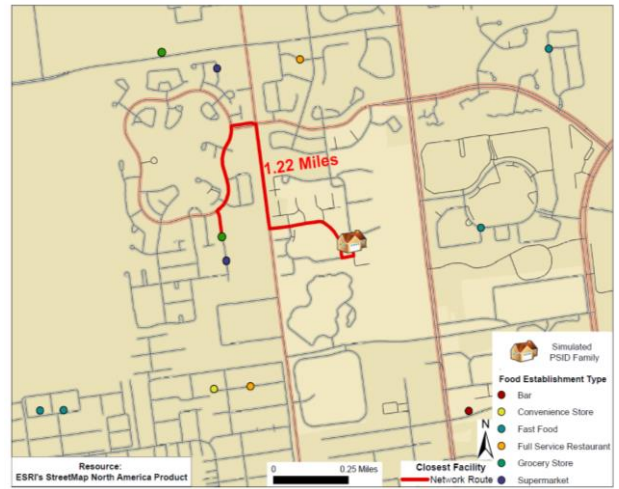 1.22 Miles
Simulated
PSID Family
Food Establishment Type
Bar
Convenience Store
Fast Food
Full Service Restaurant
Grocery Store
Supermarket
N
Resource:
ESRI's StreetMap North America Product
0 0.25 Miles
Closest Facility
Network Route